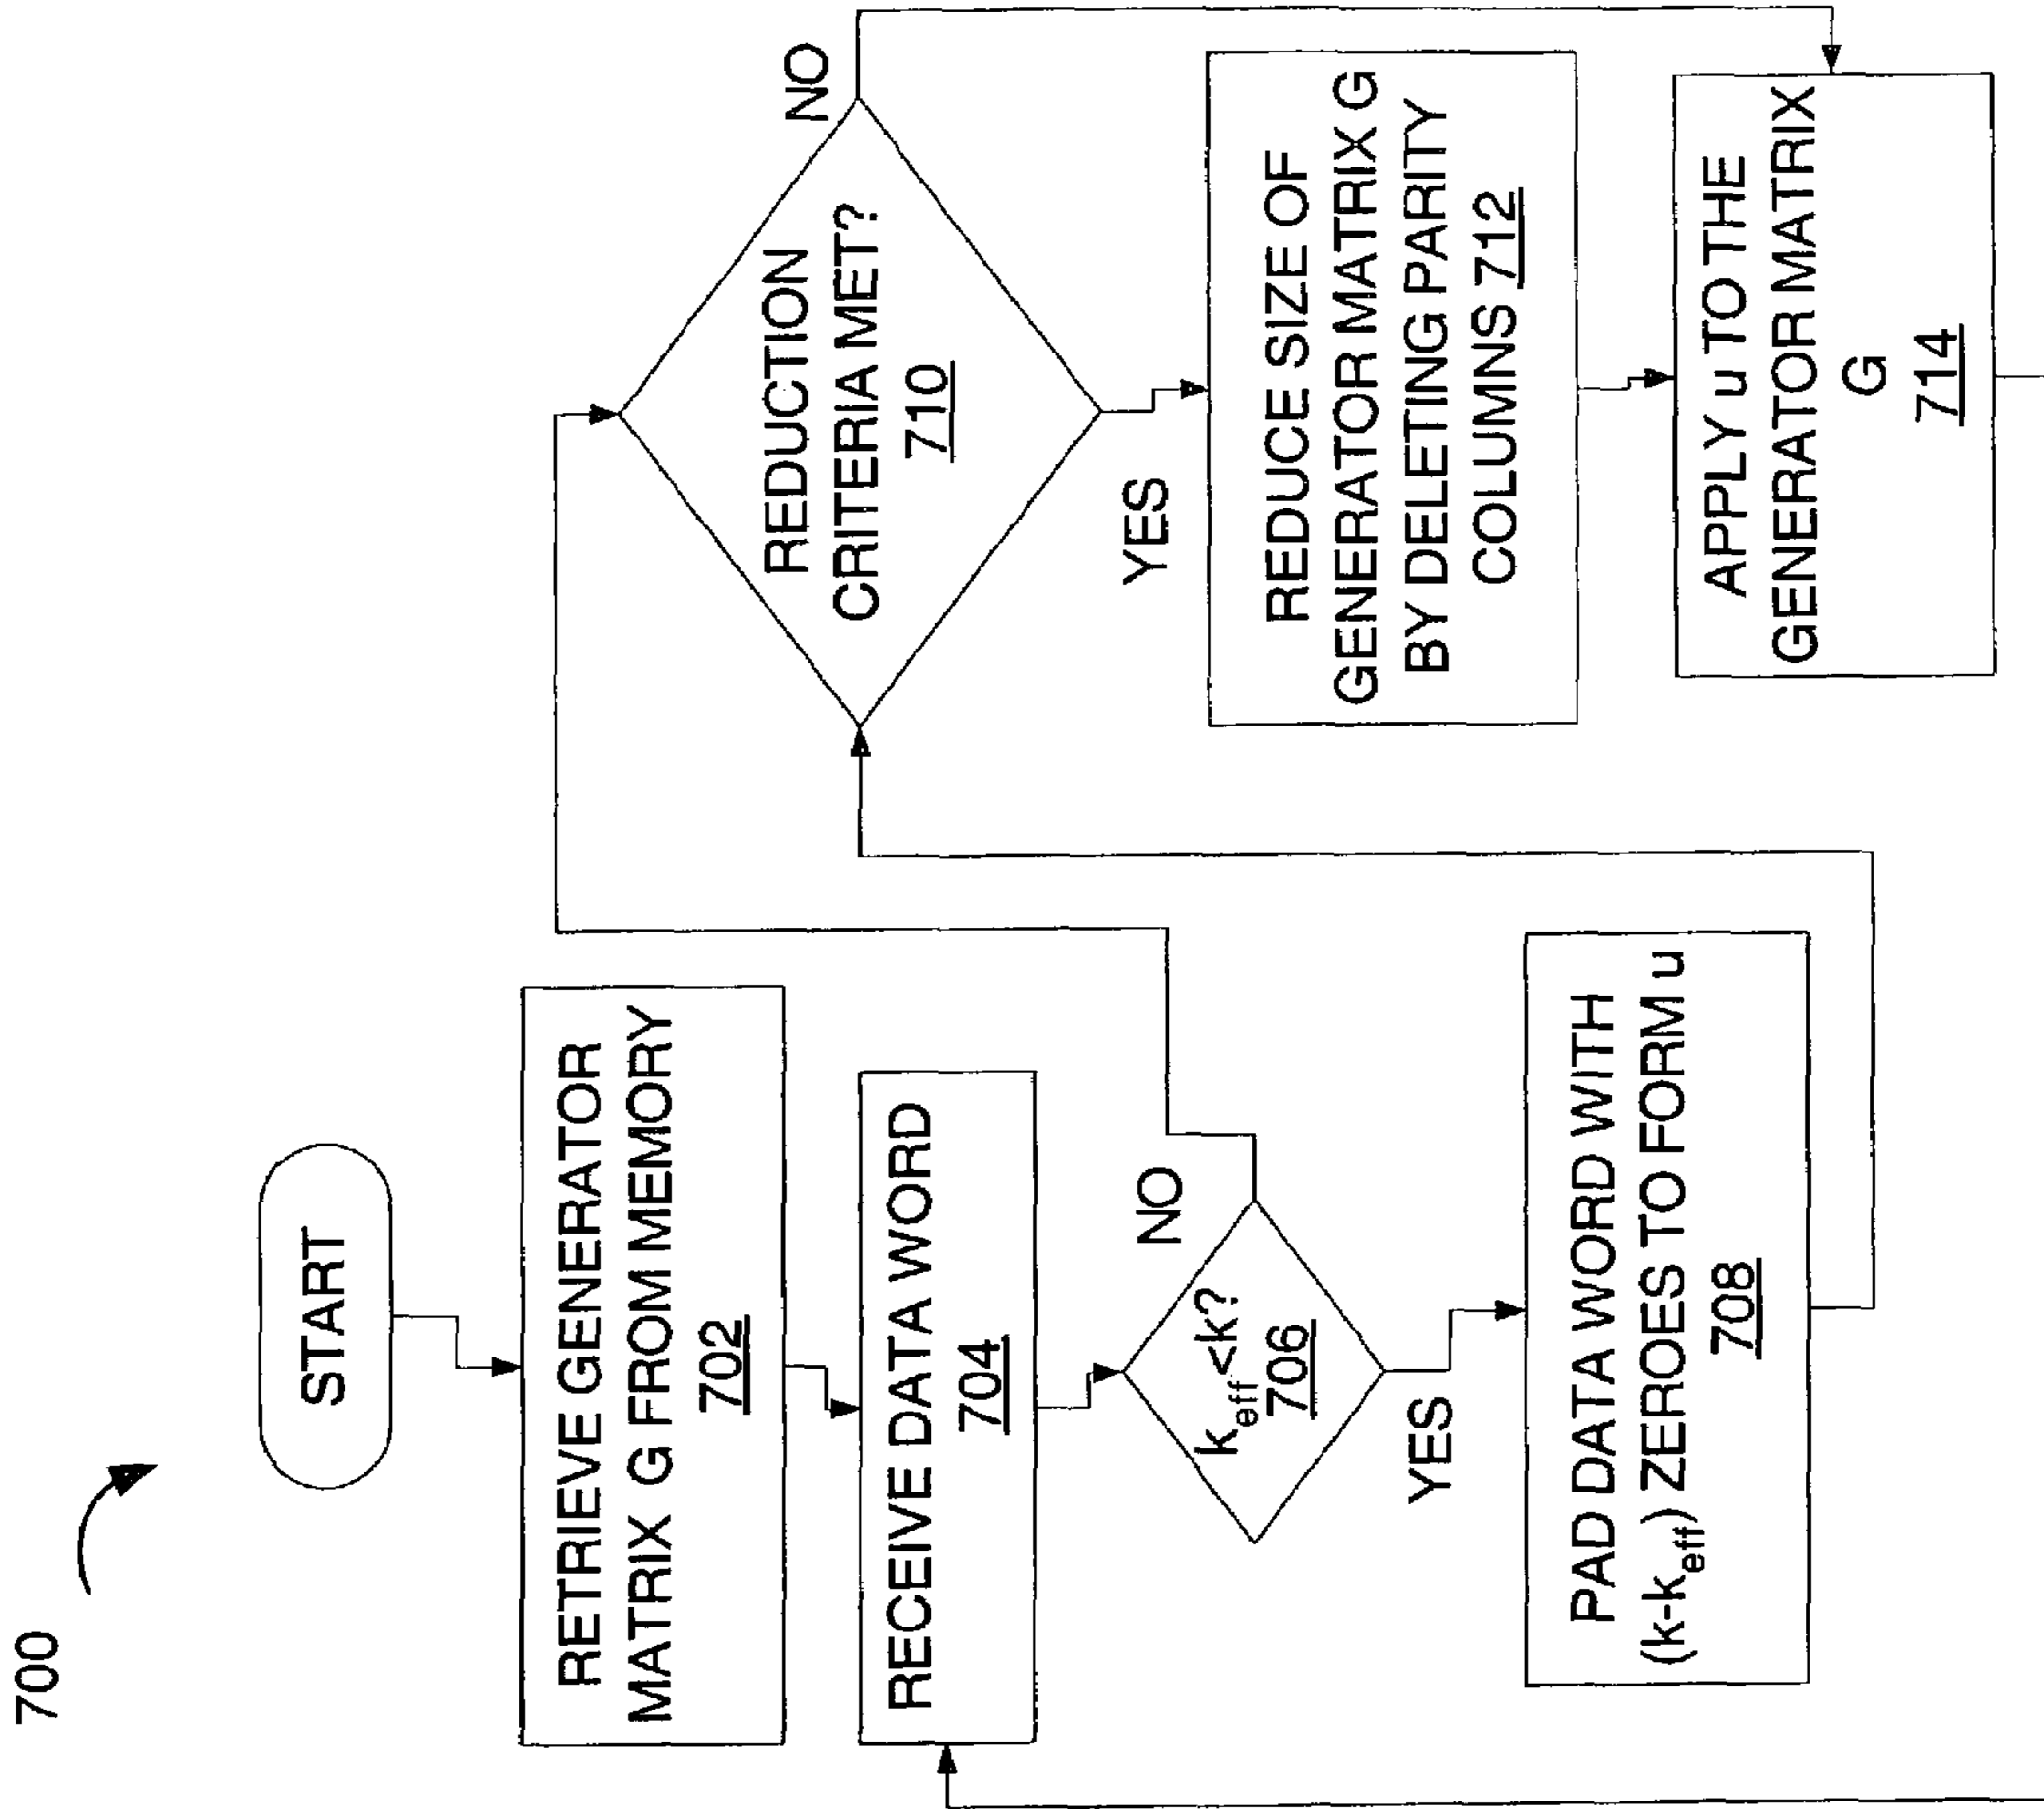 700
START
RETRIEVE GENERATOR
MATRIX G FROM MEMORY
702
RECEIVE DATA WORD
704
k_eff <k?
706
NO
YES
PAD DATA WORD WITH
(k-k_eff) ZEROES TO FORM u
708
REDUCTION
CRITERIA MET?
710
NO
YES
REDUCE SIZE OF
GENERATOR MATRIX G
BY DELETING PARITY
COLUMNS 712
APPLY u TO THE
GENERATOR MATRIX
G
714